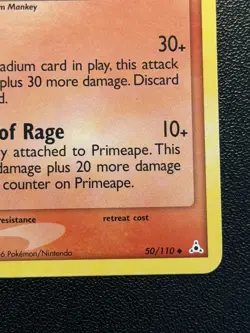 m Monkey
30+
adium card in play, this attack
plus 30 more damage. Discard
d.
of Rage 10+
y attached to Primeape. This
damage plus 20 more damage
counter on Primeape.
resistance retreat cost
6 Pokémon/Nintendo 50/110